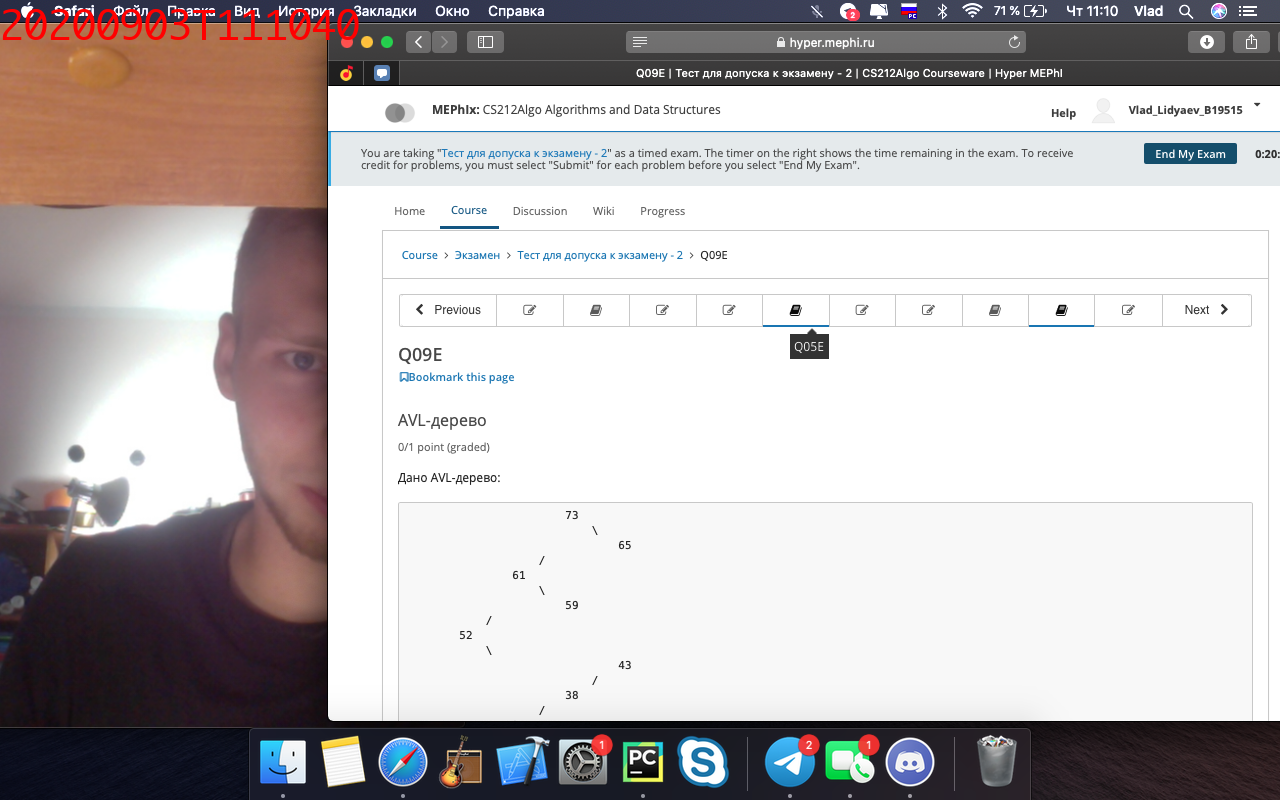 Safari Файл Правка Вид История Закладки Окно Справка 2 РС 71 % Чт 11:10 Vlad
20200903T111040
hyper.mephi.ru
Q09E | Тест для допуска к экзамену - 2 | CS212Algo Courseware | Hyper MEPhI
MEPhIx: CS212Algo Algorithms and Data Structures
Help Vlad_Lidyaev_B19515
You are taking "Тест для допуска к экзамену - 2" as a timed exam. The timer on the right shows the time remaining in the exam. To receive
credit for problems, you must select "Submit" for each problem before you select "End My Exam".
End My Exam 0:20:
Home Course Discussion Wiki Progress
Course > Экзамен > Тест для допуска к экзамену - 2 > Q09E
Previous Next
Q05E
Q09E
Bookmark this page
AVL-дерево
0/1 point (graded)
Дано AVL-дерево:
73
\
65
/
61
\
59
/
52
\
43
/
38
/
1 PC 2 1